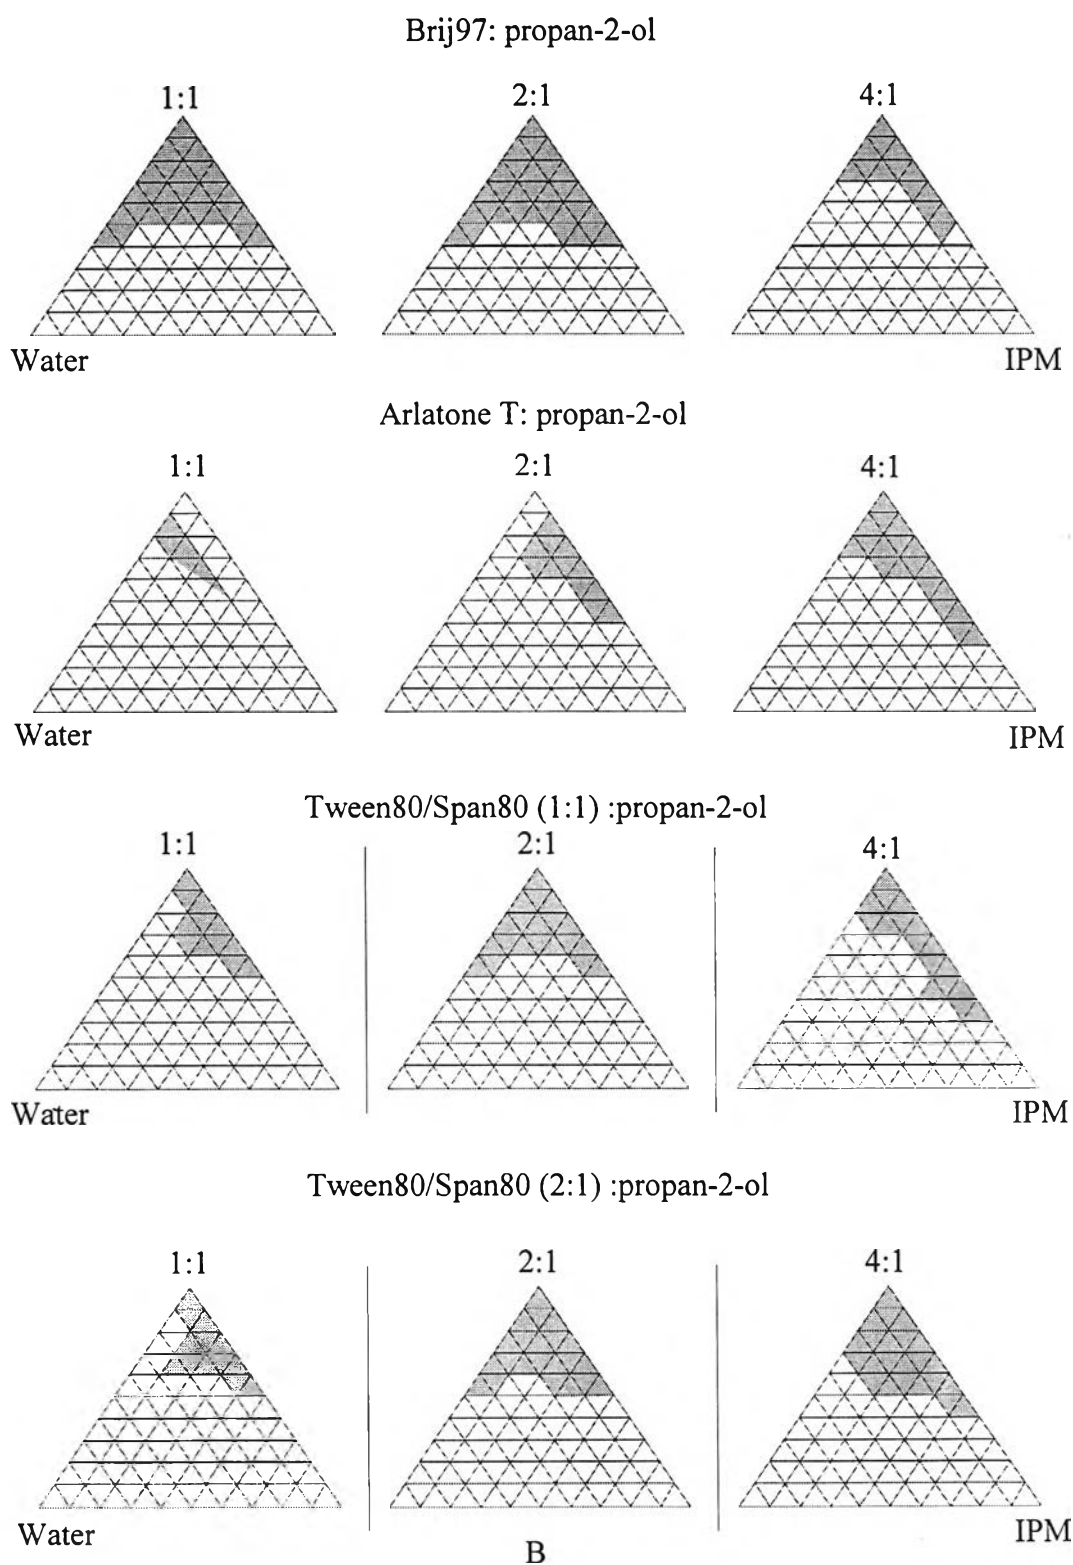 Brij97: propan-2-ol
1:1 2:1 4:1
Water IPM
Arlatone T: propan-2-ol
1:1 2:1 4:1
Water IPM
Tween80/Span80 (1:1) :propan-2-ol
1:1 2:1 4:1
Water IPM
Tween80/Span80 (2:1) :propan-2-ol
1:1 2:1 4:1
Water IPM
B